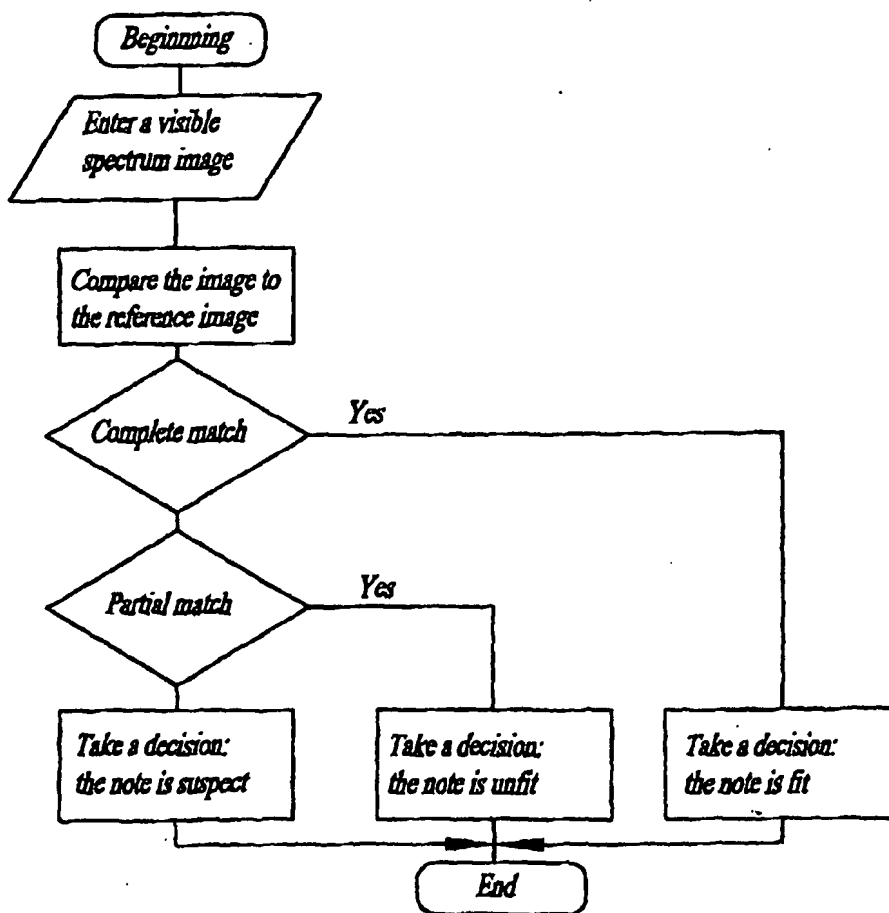 Beginnning
Enter a visible
spectrum image
Compare the image to
the reference image
Complete match
Yes
Partial match
Yes
Take a decision:
the note is suspect
Take a decision:
the note is unfit
Take a decision:
the note is fit
End